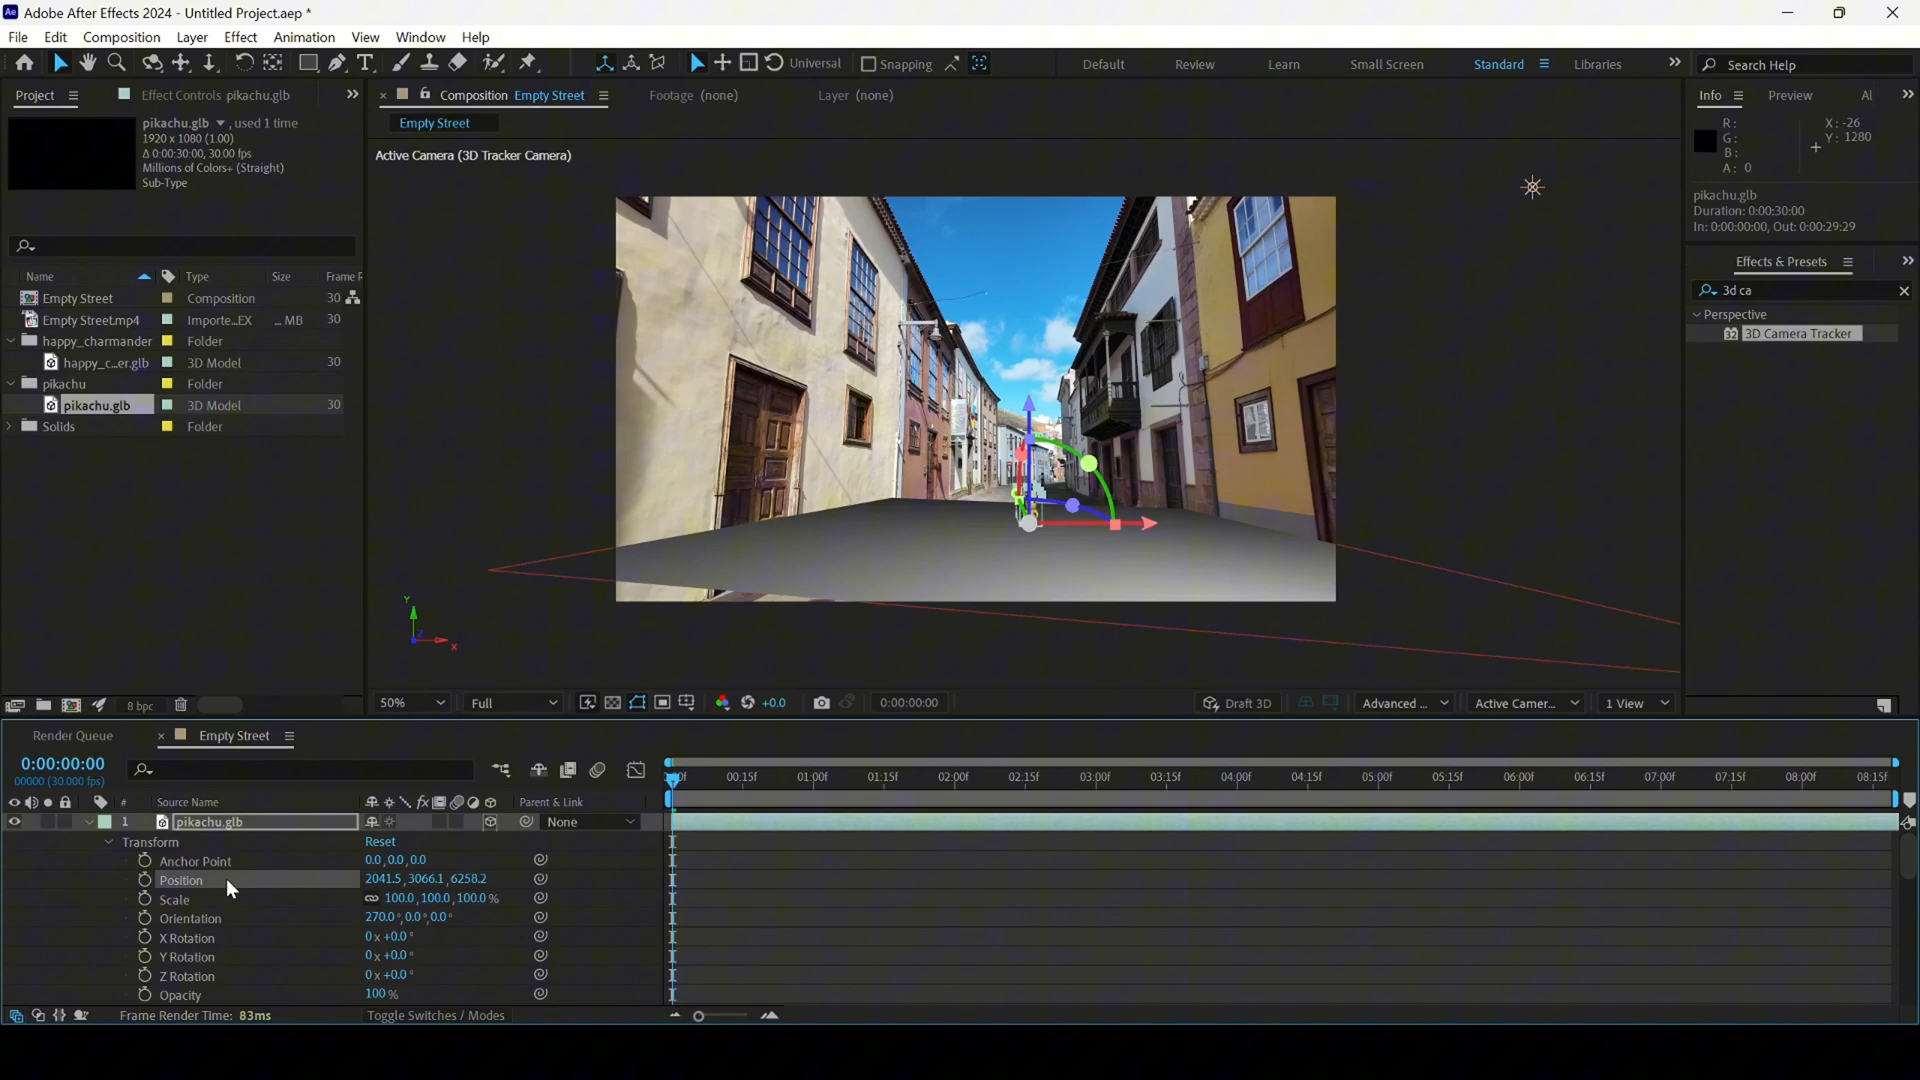 Ae Adobe After Effects 2024 - Untitled Project.aep *
File Edit Composition Layer Effect Animation View Window Help
Universal Snapping Default Review Learn Small Screen Standard Libraries Search Help
Project Effect Controls pikachu.glb Composition Empty Street Footage (none) Layer (none) Info Preview Al
Empty Street
pikachu.glb , used 1 time
1920 x 1080 (1.00)
Δ 0:00:30:00, 30.00 fps
Millions of Colors+ (Straight)
Sub-Type
Active Camera (3D Tracker Camera)
R: X: -26
G: Y: 1280
B:
A: 0
pikachu.glb
Duration: 0:00:30:00
In: 0:00:00:00, Out: 0:00:29:29
Effects & Presets
3d ca
Perspective
32 3D Camera Tracker
Name Type Size Frame R
Empty Street Composition 30
Empty Street.mp4 Importe...EX ... MB 30
happy_charmander Folder
happy_c...er.glb 3D Model 30
pikachu Folder
pikachu.glb 3D Model 30
Solids Folder
Y
Z
X
8 bpc
50% Full +0.0 0:00:00:00 Draft 3D Advanced ... Active Camer... 1 View
Render Queue Empty Street
0:00:00:00
00000 (30.000 fps)
00f 00:15f 01:00f 01:15f 02:00f 02:15f 03:00f 03:15f 04:00f 04:15f 05:00f 05:15f 06:00f 06:15f 07:00f 07:15f 08:00f 08:15f
# Source Name fx Parent & Link
1 pikachu.glb None
Transform Reset
Anchor Point 0.0,0.0,0.0
Position 2041.5,3066.1,6258.2
Scale 100.0,100.0,100.0%
Orientation 270.0°,0.0°,0.0°
X Rotation 0x+0.0°
Y Rotation 0x+0.0°
Z Rotation 0x+0.0°
Opacity 100%
Frame Render Time: 83ms Toggle Switches / Modes